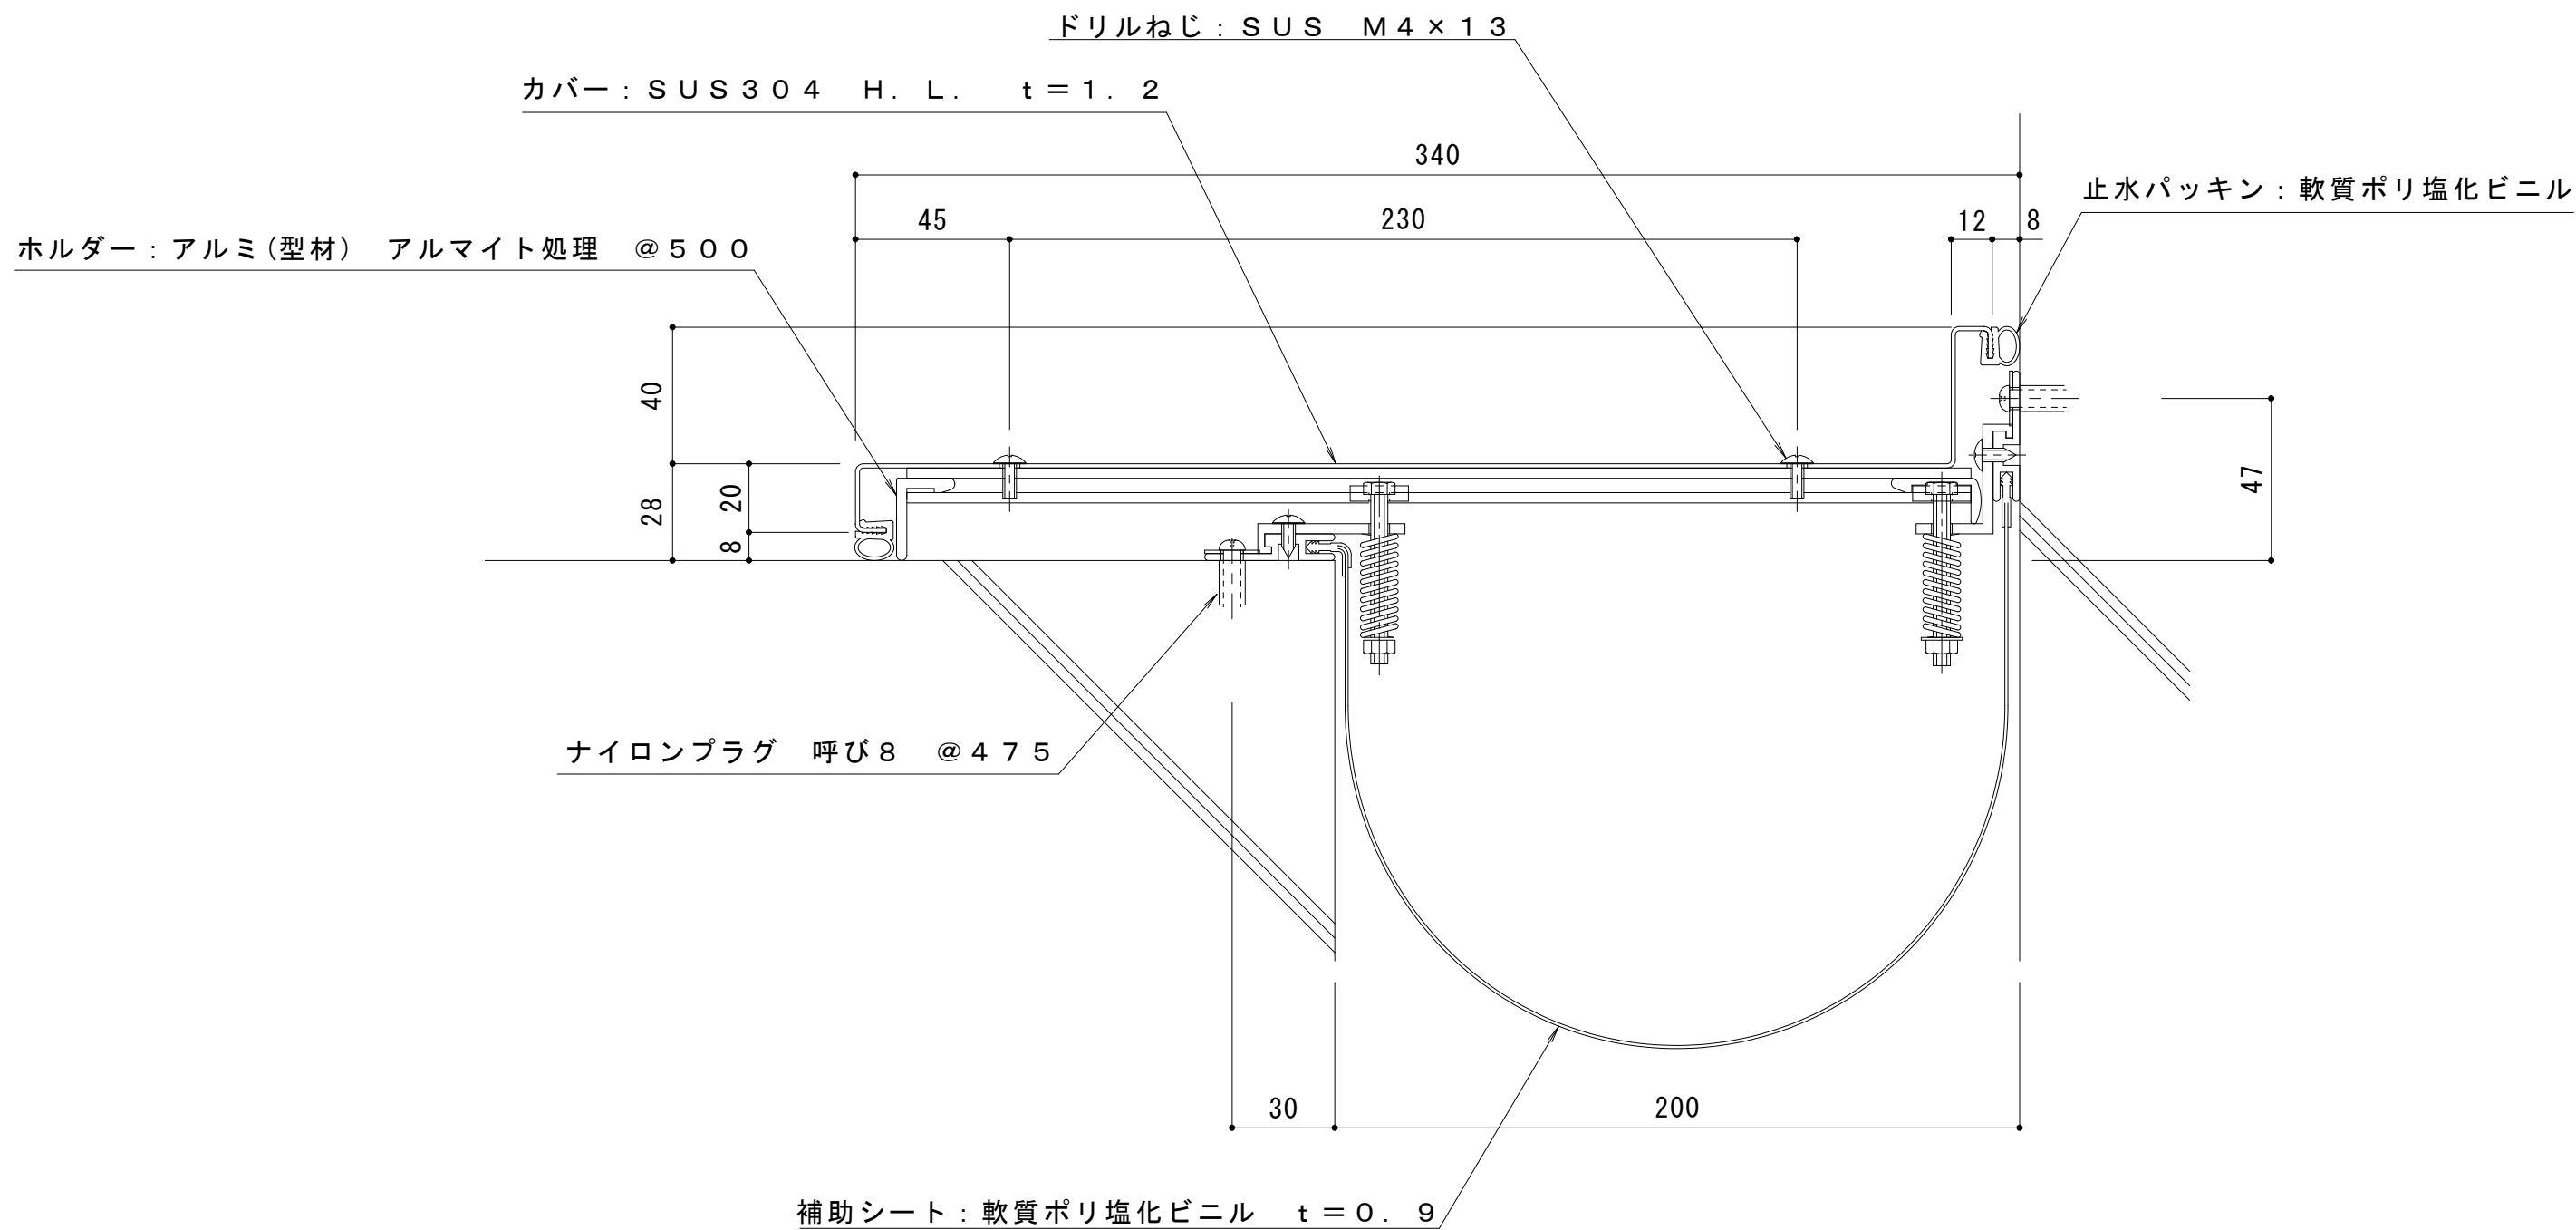 ドリルねじ：ＳＵＳ　Ｍ４×１３
カバー：ＳＵＳ３０４　Ｈ．Ｌ．　ｔ＝１．２
340
止水パッキン：軟質ポリ塩化ビニル
45
230
12
8
ホルダー：アルミ(型材)　アルマイト処理　＠５００
40
28
20
8
47
ナイロンプラグ　呼び８　＠４７５
30
200
補助シート：軟質ポリ塩化ビニル　ｔ＝０．９